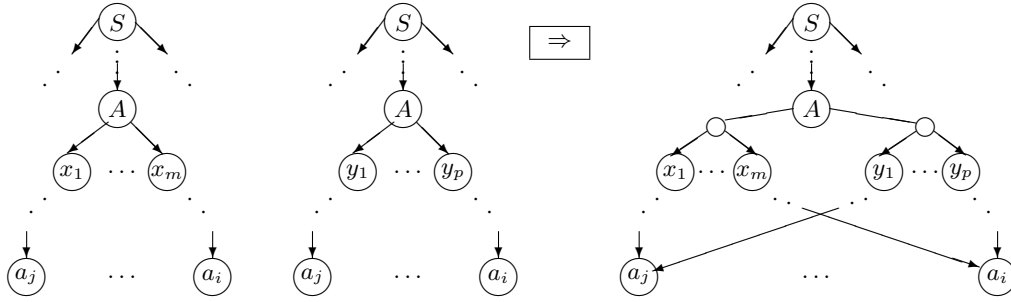 S S ⇒ S
A A A
x₁ ⋯ xₘ y₁ ⋯ yₚ x₁ ⋯ xₘ y₁ ⋯ yₚ
aⱼ ⋯ aᵢ aⱼ ⋯ aᵢ aⱼ ⋯ aᵢ